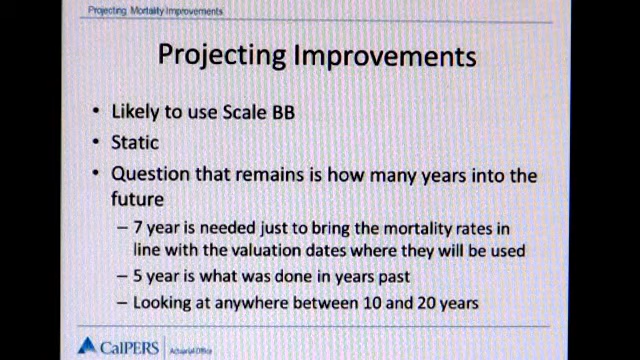 Projecting Mortality Improvements
Projecting Improvements
• Likely to use Scale BB
• Static
• Question that remains is how many years into the
future
– 7 year is needed just to bring the mortality rates in
line with the valuation dates where they will be used
– 5 year is what was done in years past
– Looking at anywhere between 10 and 20 years
CalPERS Actuarial Office